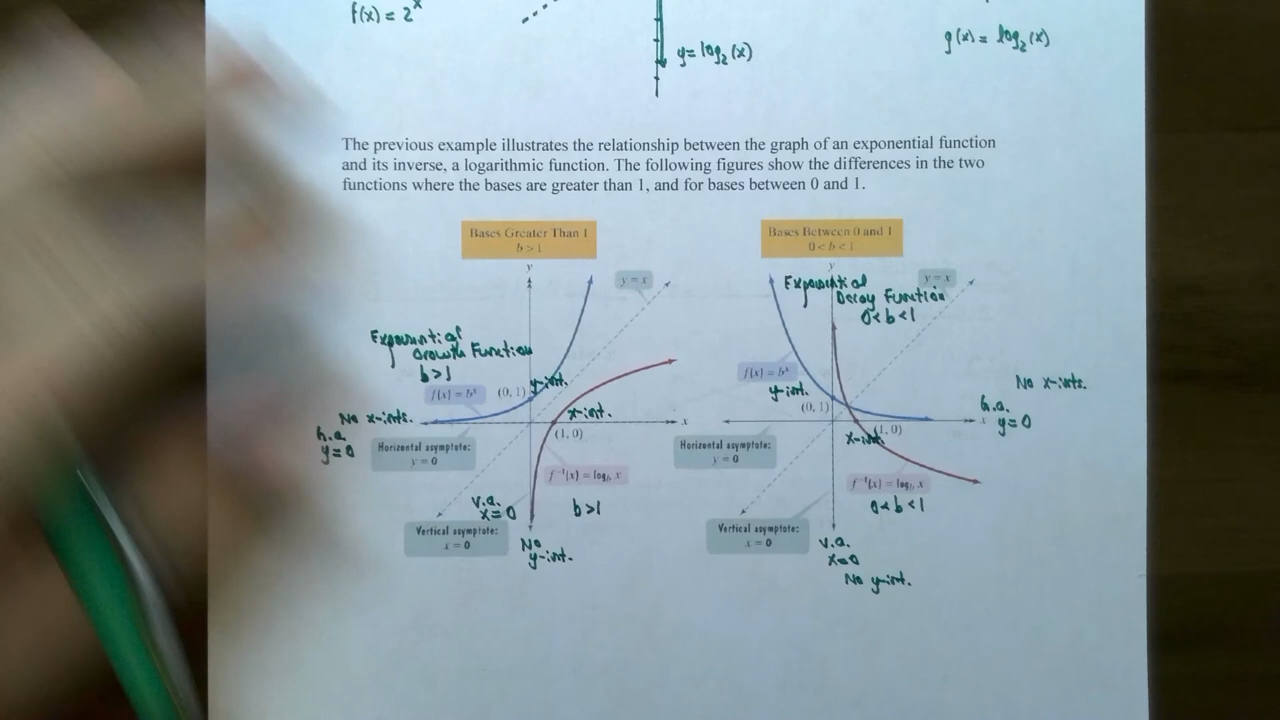 f(x) = 2^x
y = log₂(x)
g(x) = log₂(x)
The previous example illustrates the relationship between the graph of an exponential function
and its inverse, a logarithmic function. The following figures show the differences in the two
functions where the bases are greater than 1, and for bases between 0 and 1.
Bases Greater Than 1
b > 1
y
y = x
Exponential
Growth Function
b>1
f(x) = b^x
(0, 1)
y-int.
No x-ints.
x-int.
x
h.a.
y=0
(1, 0)
Horizontal asymptote:
y = 0
f⁻¹(x) = log_b x
v.a.
x=0
b>1
Vertical asymptote:
x = 0
No
y-int.
Bases Between 0 and 1
0 < b < 1
y
y = x
Exponential
Decay Function
0<b<1
f(x) = b^x
No x-ints.
y-int.
(0, 1)
h.a.
x
y=0
(1, 0)
x-int.
Horizontal asymptote:
y = 0
f⁻¹(x) = log_b x
0<b<1
Vertical asymptote:
x = 0
v.a.
x=0
No y-int.